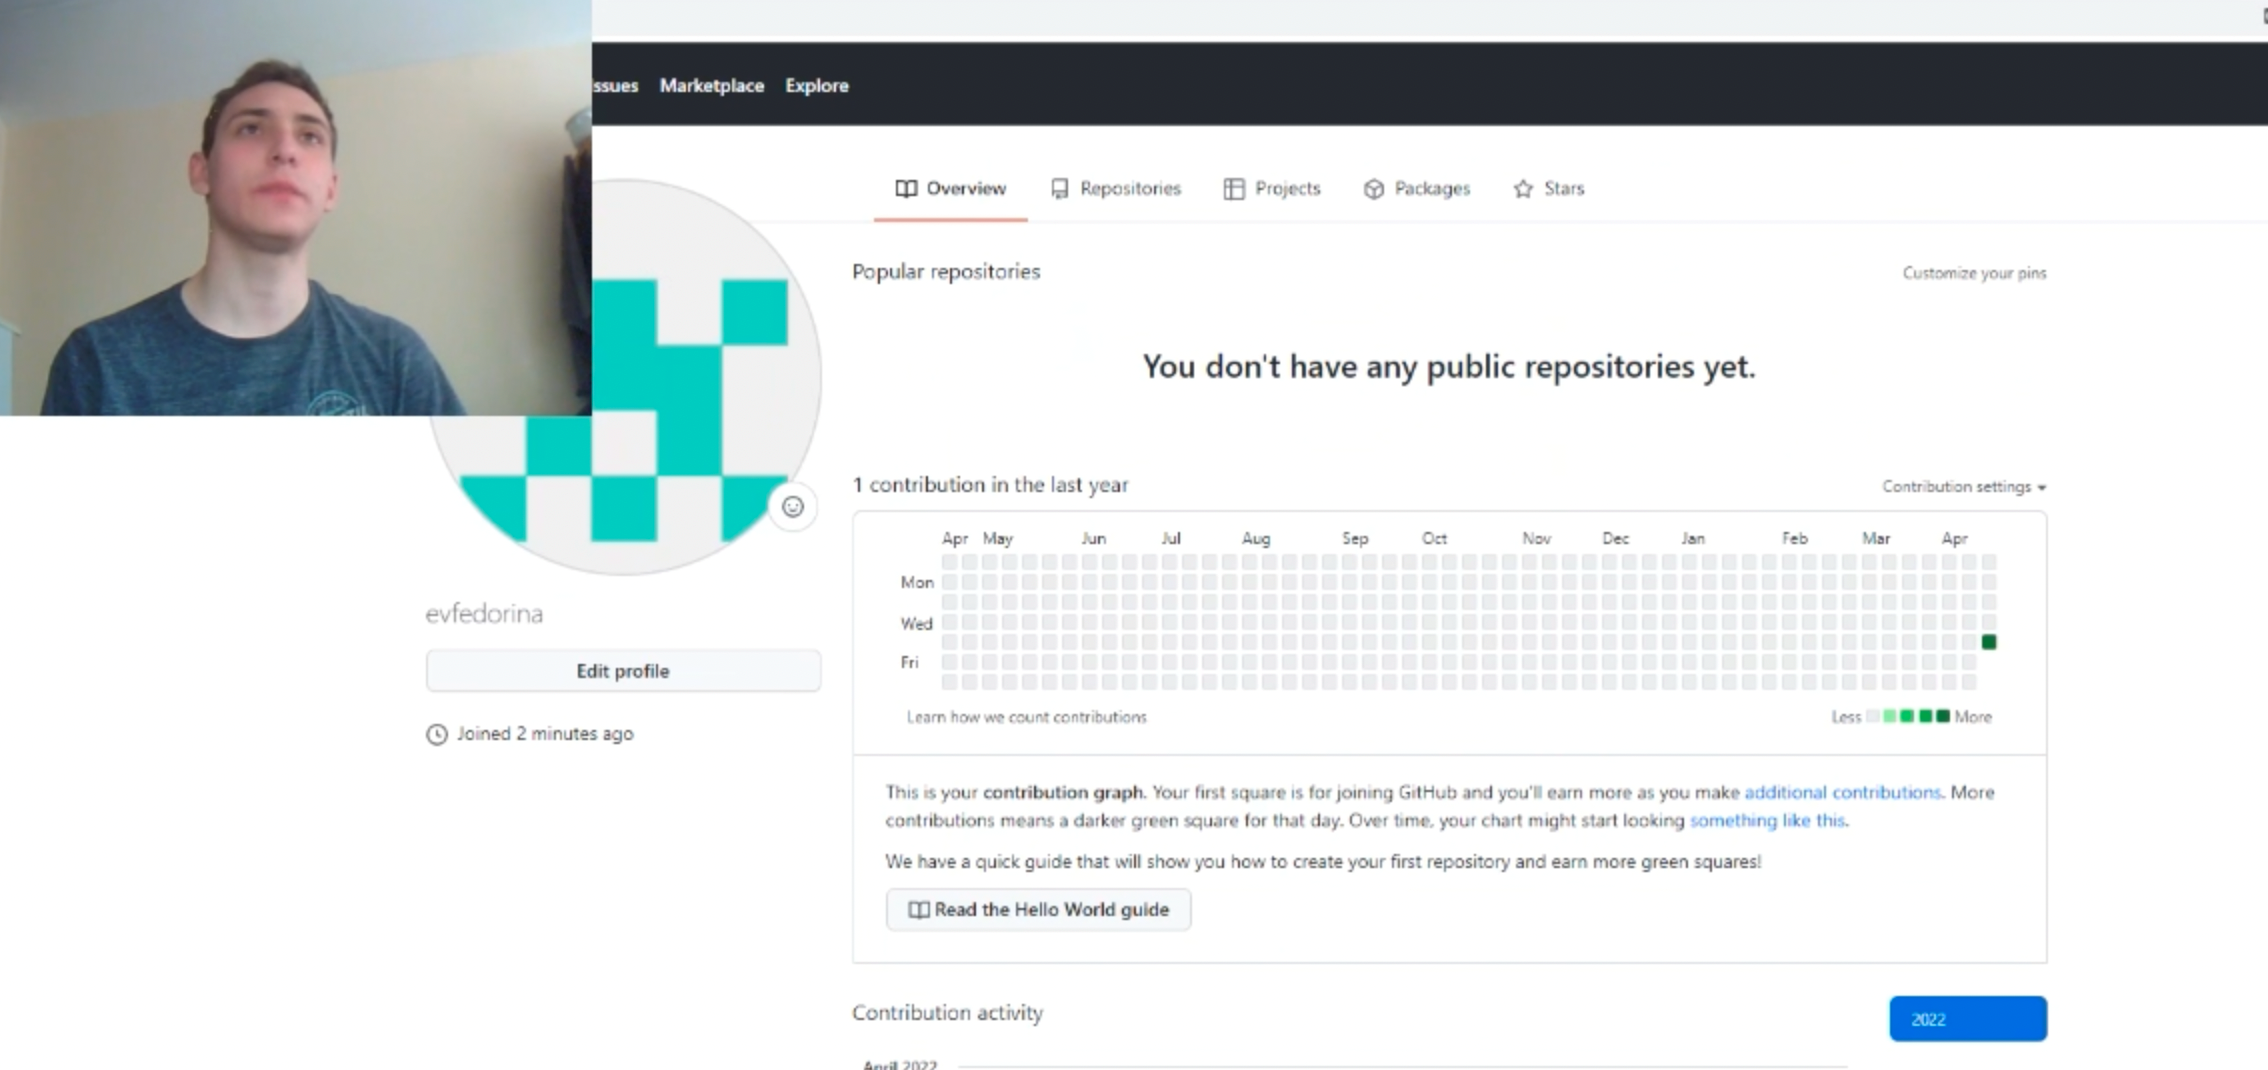 ssues Marketplace Explore
Overview Repositories Projects Packages Stars
Popular repositories
Customize your pins
You don't have any public repositories yet.
1 contribution in the last year
Contribution settings
Apr May Jun Jul Aug Sep Oct Nov Dec Jan Feb Mar Apr
Mon
Wed
Fri
Learn how we count contributions
Less More
evfedorina
Edit profile
Joined 2 minutes ago
This is your contribution graph. Your first square is for joining GitHub and you'll earn more as you make additional contributions. More
contributions means a darker green square for that day. Over time, your chart might start looking something like this.
We have a quick guide that will show you how to create your first repository and earn more green squares!
Read the Hello World guide
Contribution activity
2022
April 2022